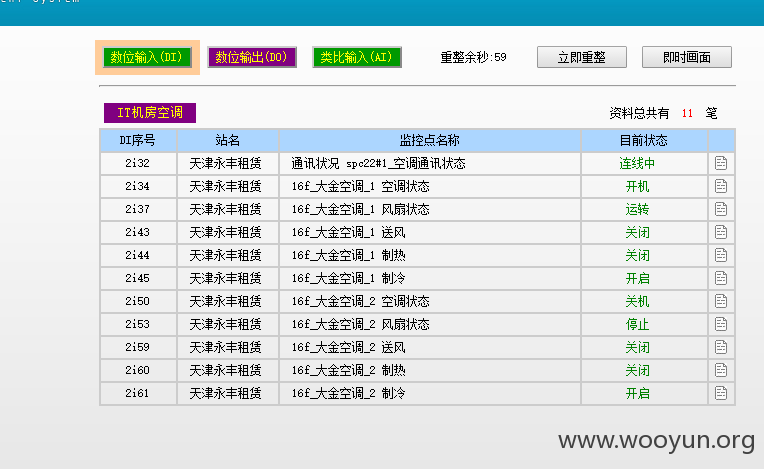 数位输入(DI) 数位输出(DO) 类比输入(AI) 重整余秒:59 立即重整 即时画面
IT机房空调 资料总共有 11 笔
DI序号 站名 监控点名称 目前状态
2i32 天津永丰租赁 通讯状况 spc22#1_空调通讯状态 连线中
2i34 天津永丰租赁 16f_大金空调_1 空调状态 开机
2i37 天津永丰租赁 16f_大金空调_1 风扇状态 运转
2i43 天津永丰租赁 16f_大金空调_1 送风 关闭
2i44 天津永丰租赁 16f_大金空调_1 制热 关闭
2i45 天津永丰租赁 16f_大金空调_1 制冷 开启
2i50 天津永丰租赁 16f_大金空调_2 空调状态 关机
2i53 天津永丰租赁 16f_大金空调_2 风扇状态 停止
2i59 天津永丰租赁 16f_大金空调_2 送风 关闭
2i60 天津永丰租赁 16f_大金空调_2 制热 关闭
2i61 天津永丰租赁 16f_大金空调_2 制冷 开启
www.wooyun.org